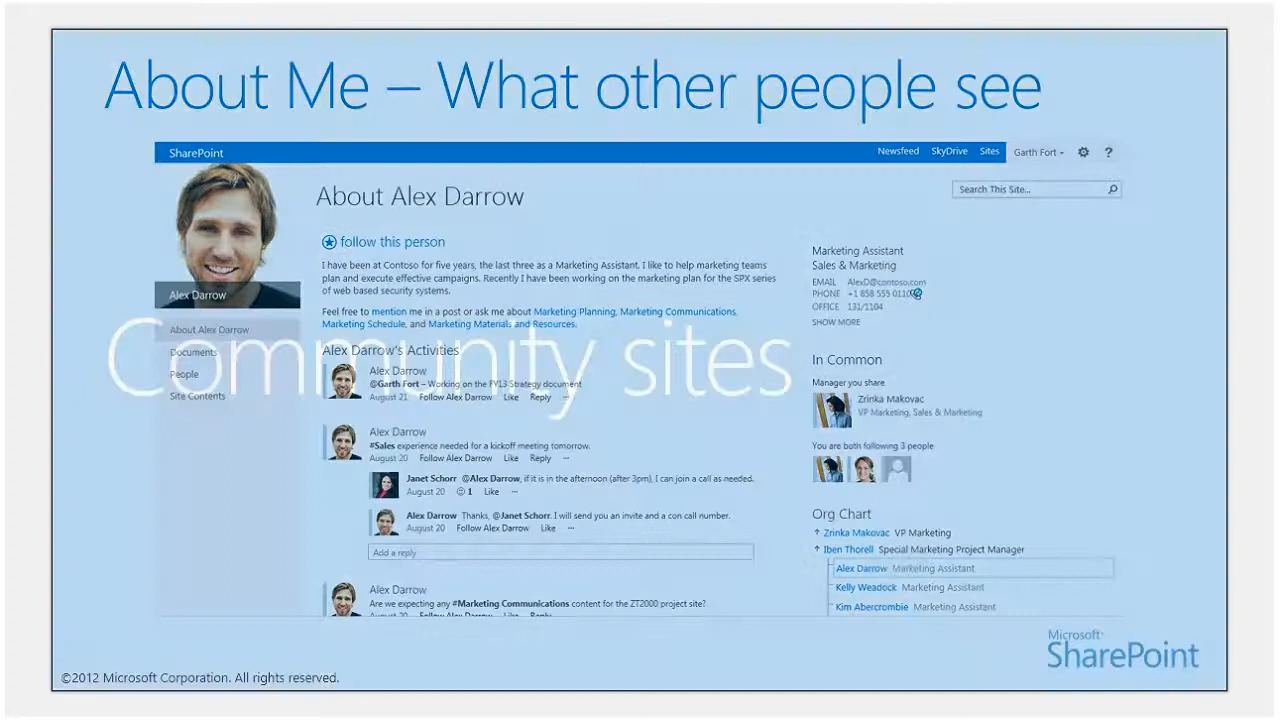 About Me – What other people see
SharePoint
Newsfeed SkyDrive Sites Garth Fort ?
About Alex Darrow
Search This Site...
follow this person
I have been at Contoso for five years, the last three as a Marketing Assistant. I like to help marketing teams
plan and execute effective campaigns. Recently I have been working on the marketing plan for the SPX series
of web based security systems.
Feel free to mention me in a post or ask me about Marketing Planning, Marketing Communications,
Marketing Schedule, and Marketing Materials and Resources.
Alex Darrow
About Alex Darrow
Documents
People
Site Contents
Community sites
Alex Darrow's Activities
Alex Darrow
@Garth Fort – Working on the FY13 Strategy document
August 21 Follow Alex Darrow Like Reply ...
Alex Darrow
#Sales experience needed for a kickoff meeting tomorrow.
August 20 Follow Alex Darrow Like Reply ...
Janet Schorr @Alex Darrow, if it is in the afternoon (after 3pm), I can join a call as needed.
August 20 ☺ 1 Like ...
Alex Darrow Thanks, @Janet Schorr. I will send you an invite and a con call number.
August 20 Follow Alex Darrow Like ...
Add a reply
Alex Darrow
Are we expecting any #Marketing Communications content for the ZT2000 project site?
August 20 Follow Alex Darrow Like Reply
Marketing Assistant
Sales & Marketing
EMAIL AlexD@contoso.com
PHONE +1 858 555 0110
OFFICE 131/1104
SHOW MORE
In Common
Manager you share
Zrinka Makovac
VP Marketing, Sales & Marketing
You are both following 3 people
Org Chart
Zrinka Makovac VP Marketing
Iben Thorell Special Marketing Project Manager
Alex Darrow Marketing Assistant
Kelly Weadock Marketing Assistant
Kim Abercrombie Marketing Assistant
Microsoft
SharePoint
©2012 Microsoft Corporation. All rights reserved.